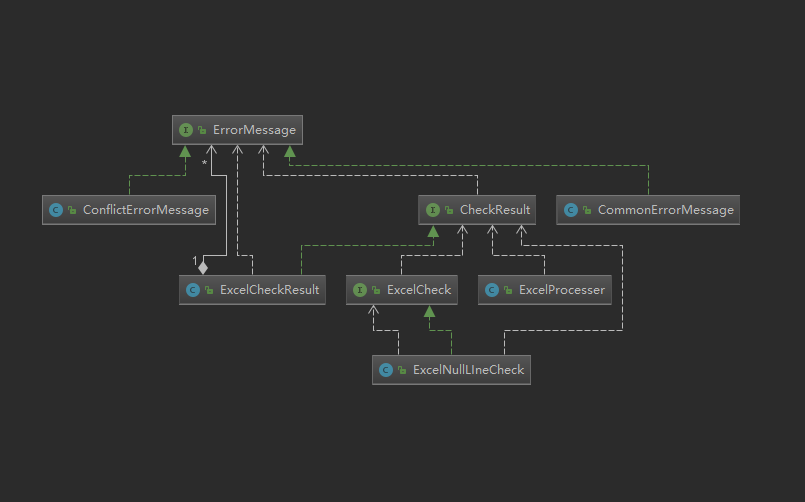 I ErrorMessage
*
C ConflictErrorMessage
I CheckResult
C CommonErrorMessage
1
C ExcelCheckResult
I ExcelCheck
C ExcelProcesser
C ExcelNullLIneCheck